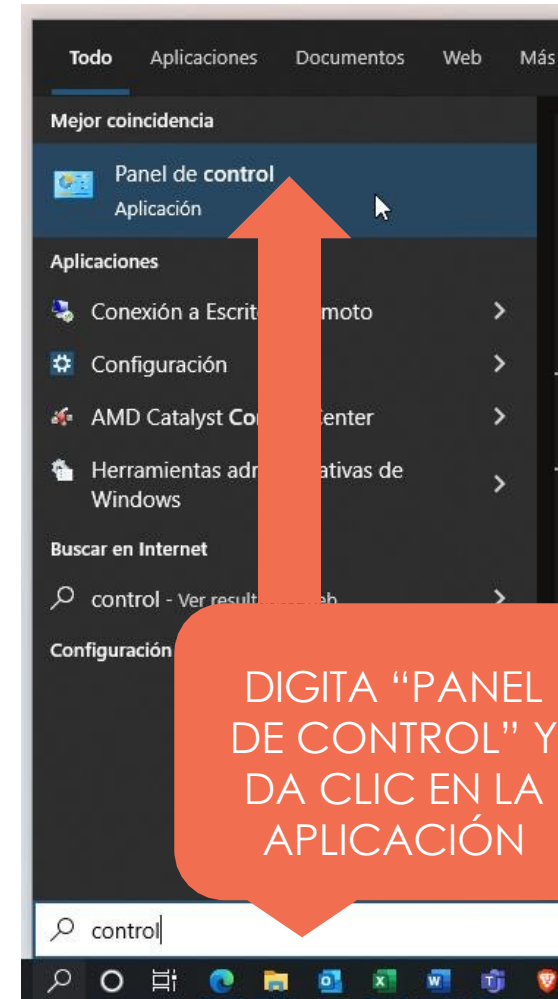 Todo Aplicaciones Documentos Web Más
Mejor coincidencia
Panel de control
Aplicación
Aplicaciones
Conexión a Escrit moto
Configuración
AMD Catalyst Co enter
Herramientas adr ativas de
Windows
Buscar en Internet
control - Ver result eb
Configuración
DIGITA “PANEL
DE CONTROL” Y
DA CLIC EN LA
APLICACIÓN
control